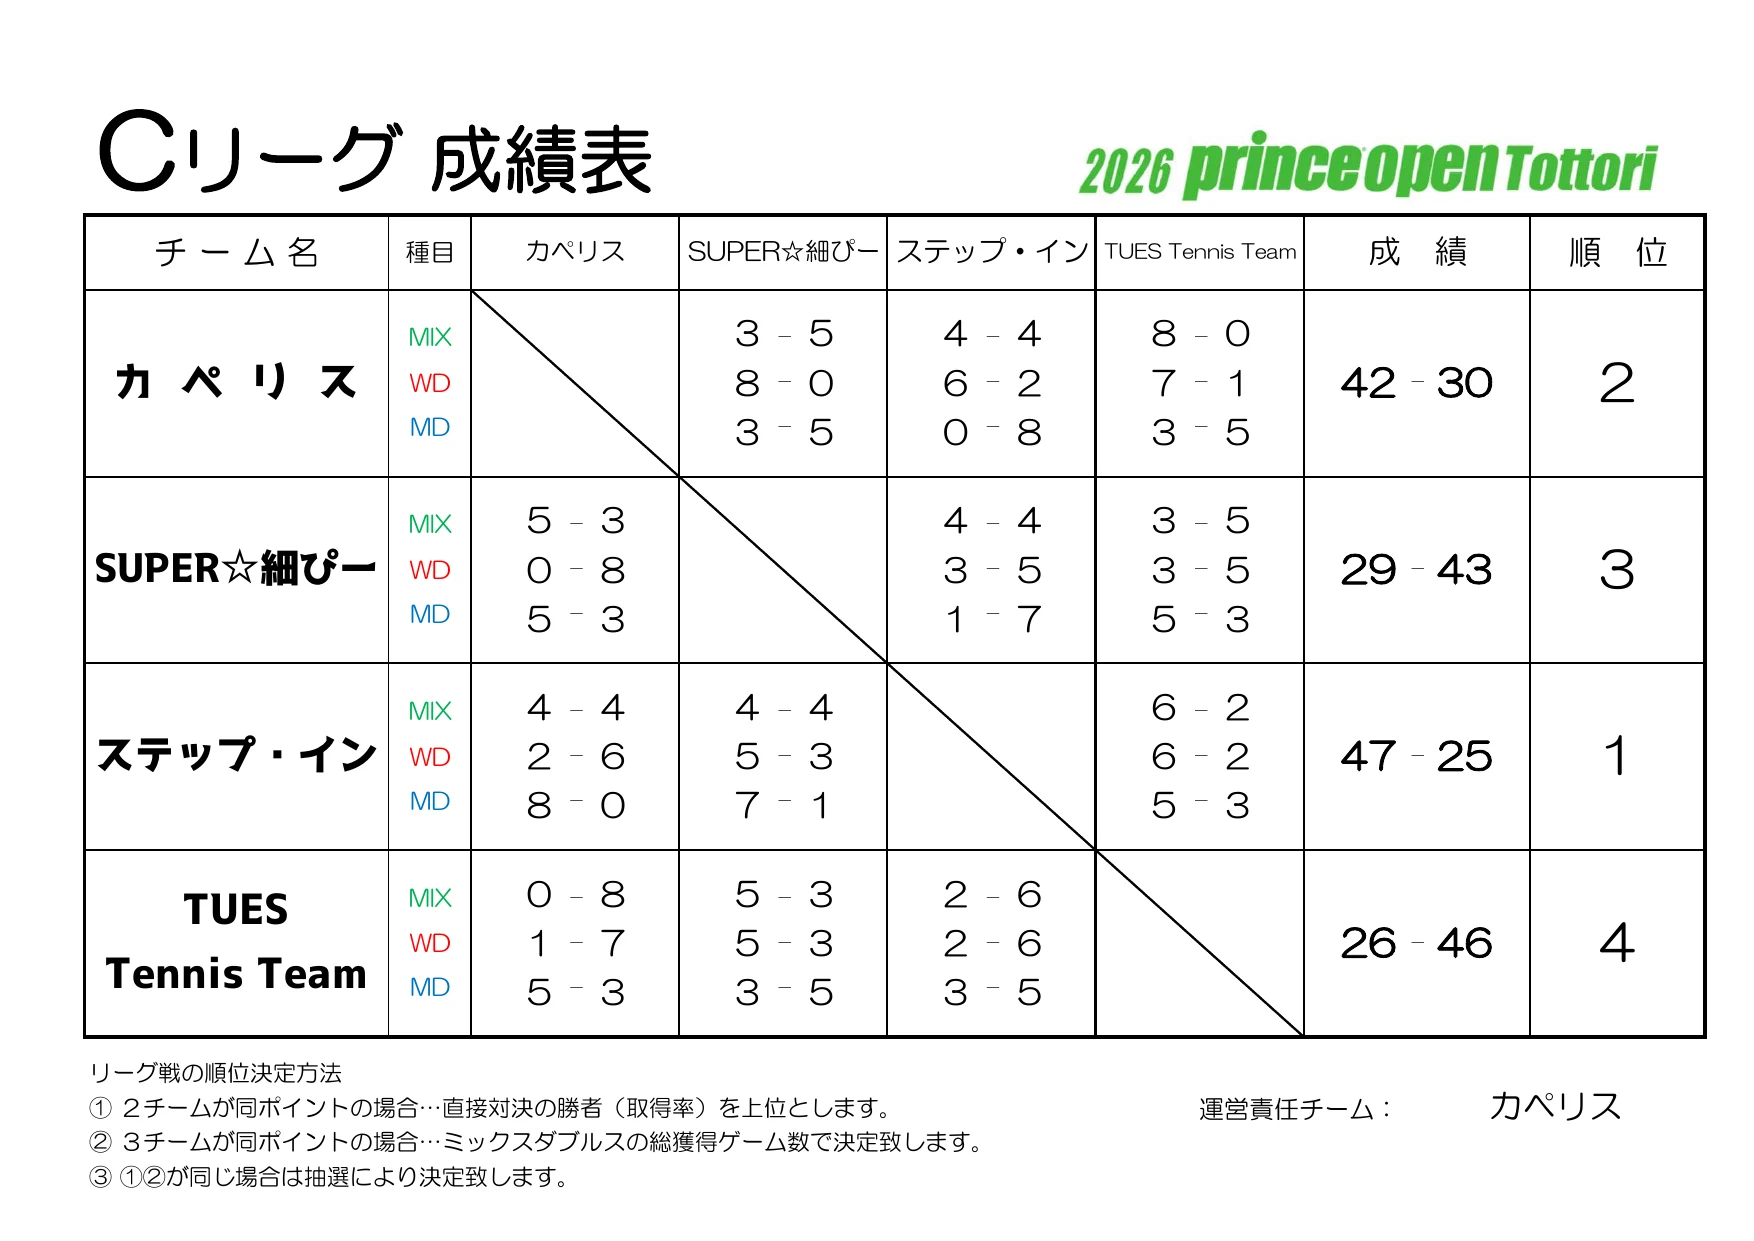 Cリーグ 成績表
2026 prince open Tottori
チーム名 種目 カペリス SUPER☆細ぴー ステップ・イン TUES Tennis Team 成 績 順 位
カペリス
MIX 3 - 5 4 - 4 8 - 0
WD 8 - 0 6 - 2 7 - 1 42 - 30 2
MD 3 - 5 0 - 8 3 - 5
SUPER☆細ぴー
MIX 5 - 3 4 - 4 3 - 5
WD 0 - 8 3 - 5 3 - 5 29 - 43 3
MD 5 - 3 1 - 7 5 - 3
ステップ・イン
MIX 4 - 4 4 - 4 6 - 2
WD 2 - 6 5 - 3 6 - 2 47 - 25 1
MD 8 - 0 7 - 1 5 - 3
TUES
Tennis Team
MIX 0 - 8 5 - 3 2 - 6
WD 1 - 7 5 - 3 2 - 6 26 - 46 4
MD 5 - 3 3 - 5 3 - 5
リーグ戦の順位決定方法
① 2チームが同ポイントの場合…直接対決の勝者（取得率）を上位とします。
② 3チームが同ポイントの場合…ミックスダブルスの総獲得ゲーム数で決定致します。
③ ①②が同じ場合は抽選により決定致します。
運営責任チーム： カペリス